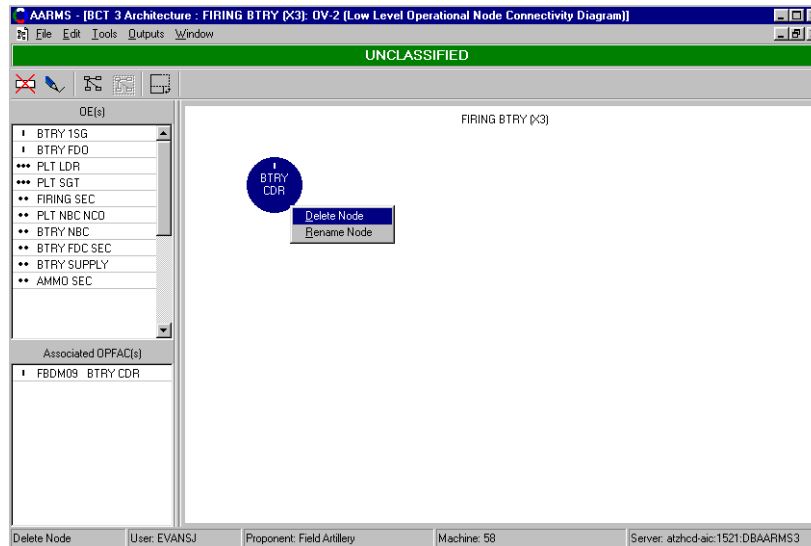 AARMS - [BCT 3 Architecture : FIRING BTRY (X3): OV-2 (Low Level Operational Node Connectivity Diagram)]
File Edit Tools Outputs Window
UNCLASSIFIED
OE(s)
BTRY 1SG
BTRY FDO
PLT LDR
PLT SGT
FIRING SEC
PLT NBC NCO
BTRY NBC
BTRY FDC SEC
BTRY SUPPLY
AMMO SEC
Associated OPFAC(s)
FBDM09 BTRY CDR
FIRING BTRY (X3)
BTRY
CDR
Delete Node
Rename Node
Delete Node User: EVANSJ Proponent: Field Artillery Machine: 58 Server: atzhcd-aic:1521:DBAARMS3